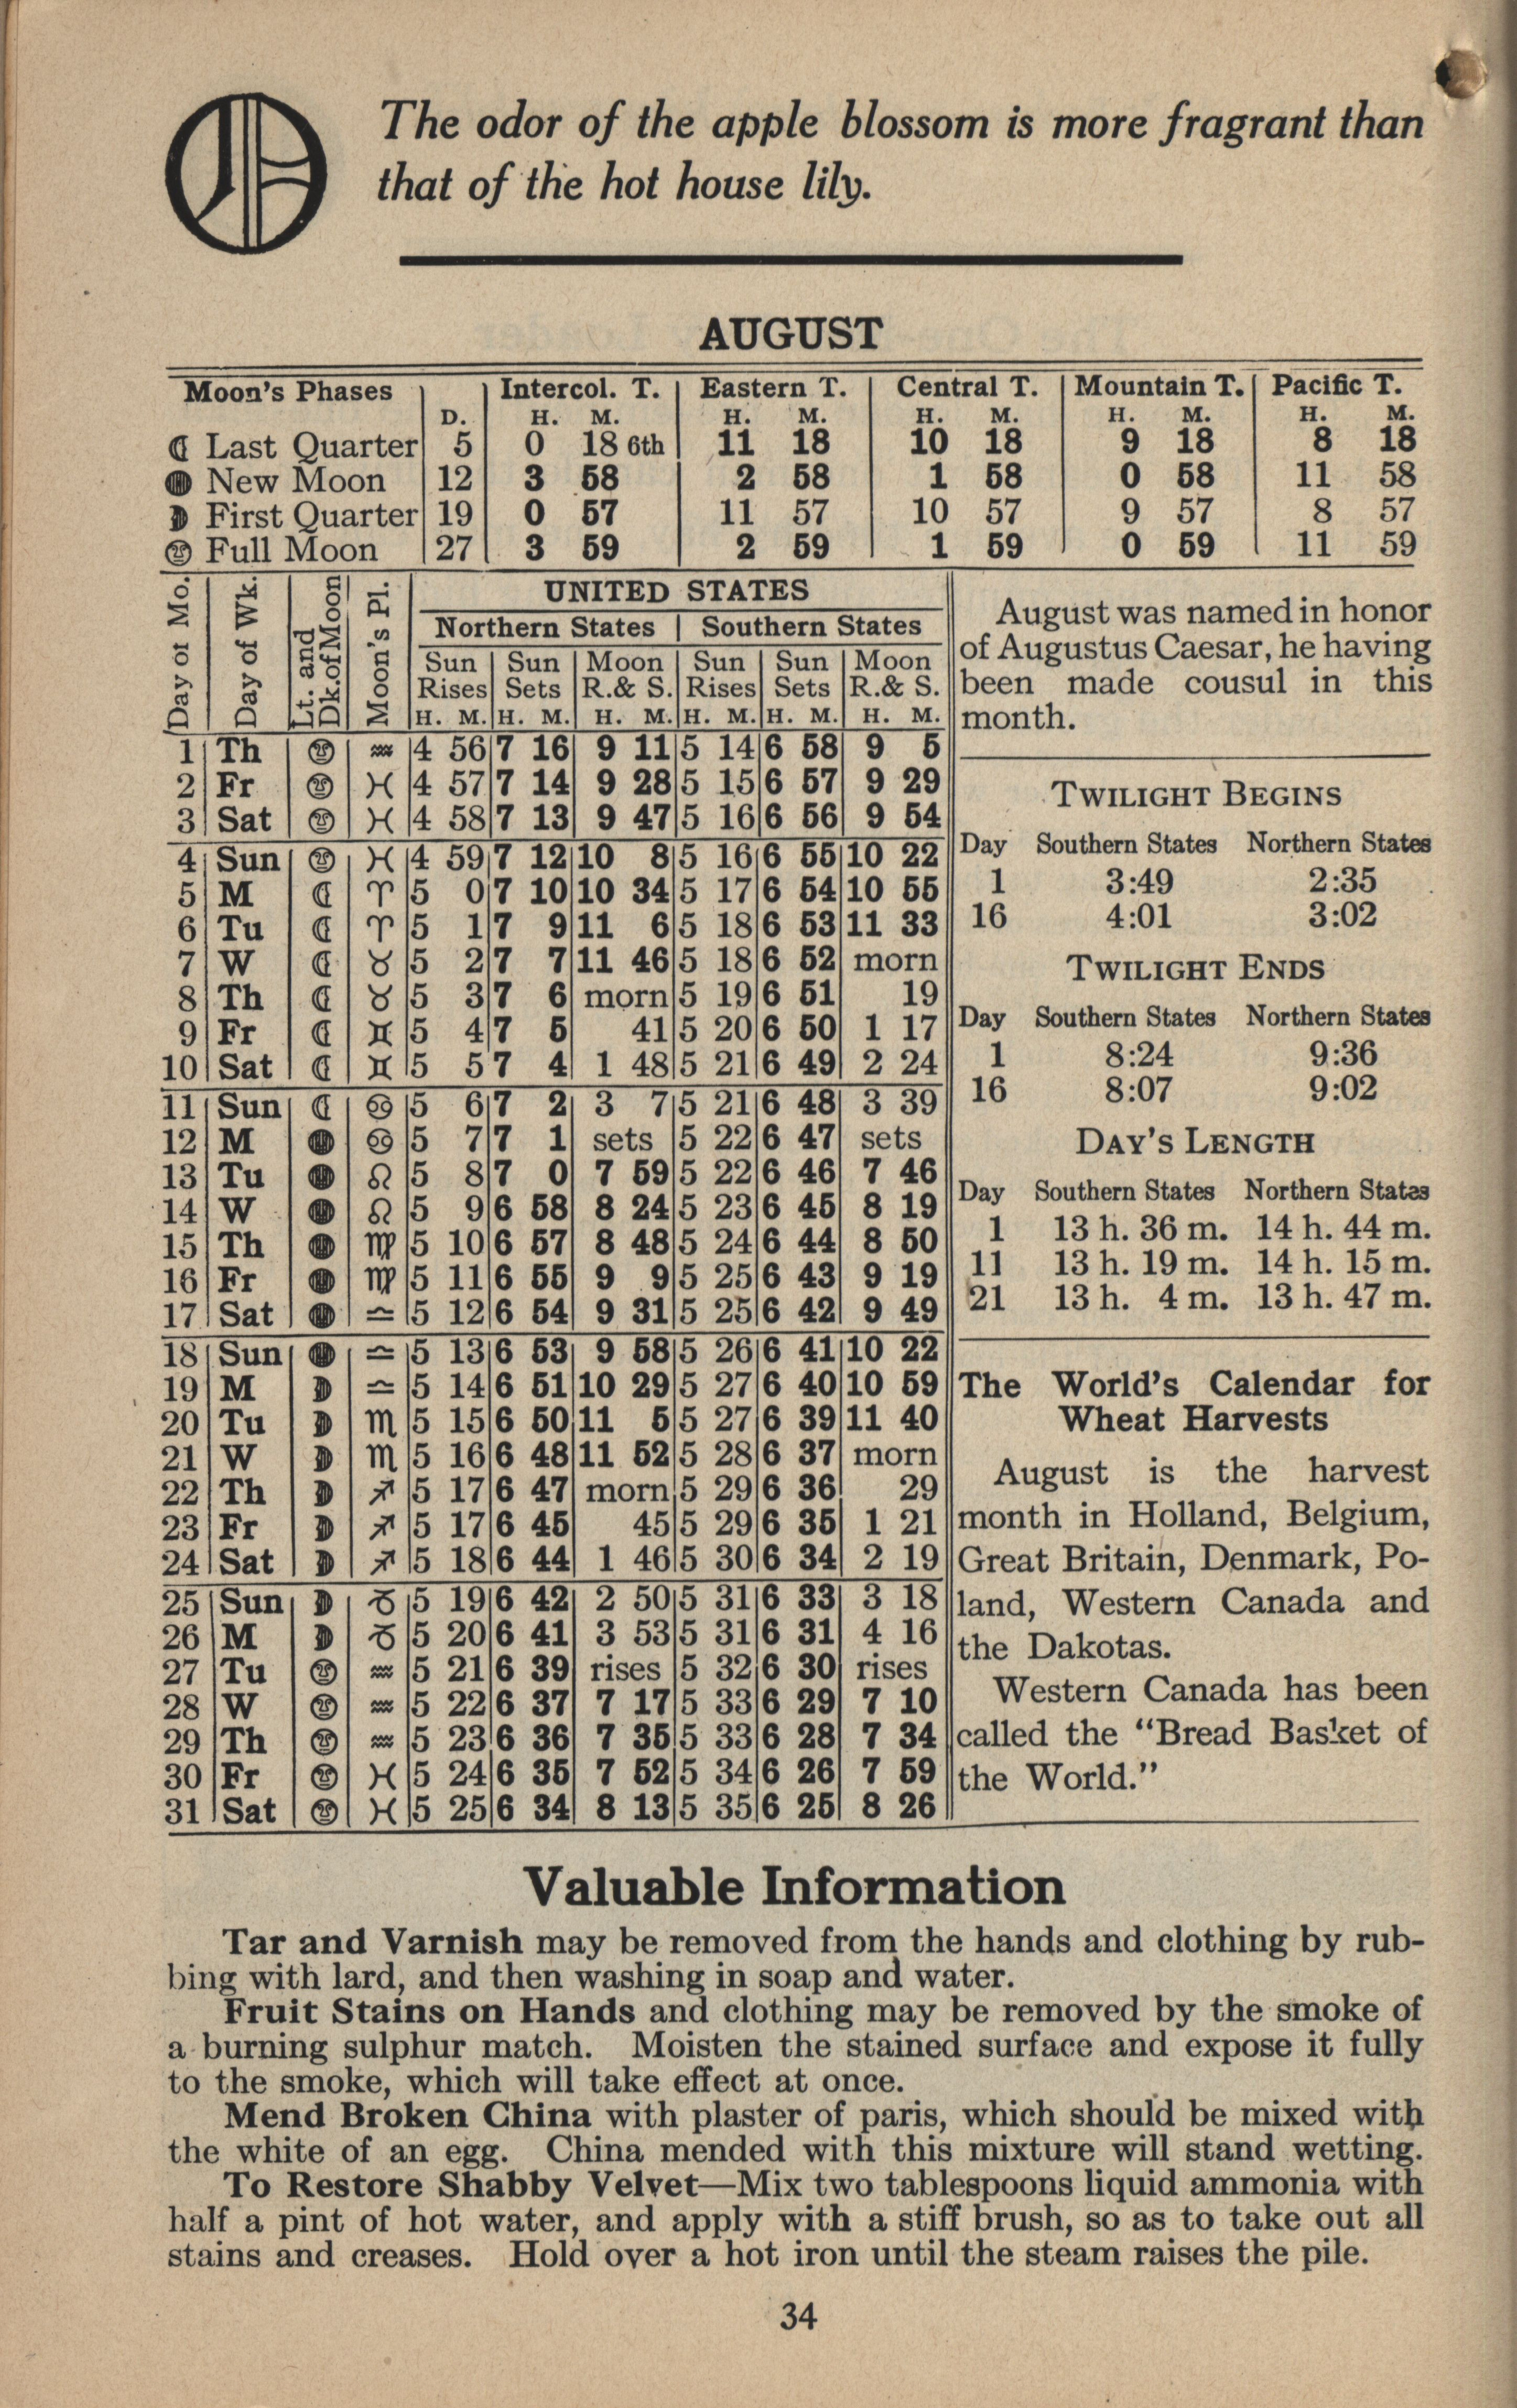 The odor of the apple blossom is more fragrant than
that of the hot house lily.
AUGUST
Moon's Phases D. Intercol. T. H. M. Eastern T. H. M. Central T. H. M. Mountain T. H. M. Pacific T. H. M.
Last Quarter 5 0 18 6th 11 18 10 18 9 18 8 18
New Moon 12 3 58 2 58 1 58 0 58 11 58
First Quarter 19 0 57 11 57 10 57 9 57 8 57
Full Moon 27 3 59 2 59 1 59 0 59 11 59
Day of Mo. Day of Wk. Lt. and Dk. of Moon Moon's Pl.
UNITED STATES
Northern States Southern States
Sun Rises Sun Sets Moon R. & S. Sun Rises Sun Sets Moon R. & S.
H. M. H. M. H. M. H. M. H. M. H. M.
1 Th ♒ 4 56 7 16 9 11 5 14 6 58 9 5
2 Fr ♓ 4 57 7 14 9 28 5 15 6 57 9 29
3 Sat ♓ 4 58 7 13 9 47 5 16 6 56 9 54
4 Sun ♓ 4 59 7 12 10 8 5 16 6 55 10 22
5 M ♈ 5 0 7 10 10 34 5 17 6 54 10 55
6 Tu ♈ 5 1 7 9 11 6 5 18 6 53 11 33
7 W ♉ 5 2 7 7 11 46 5 18 6 52 morn
8 Th ♉ 5 3 7 6 morn 5 19 6 51 19
9 Fr ♊ 5 4 7 5 41 5 20 6 50 1 17
10 Sat ♊ 5 5 7 4 1 48 5 21 6 49 2 24
11 Sun ♋ 5 6 7 2 3 7 5 21 6 48 3 39
12 M ♋ 5 7 7 1 sets 5 22 6 47 sets
13 Tu ♌ 5 8 7 0 7 59 5 22 6 46 7 46
14 W ♌ 5 9 6 58 8 24 5 23 6 45 8 19
15 Th ♍ 5 10 6 57 8 48 5 24 6 44 8 50
16 Fr ♍ 5 11 6 55 9 9 5 25 6 43 9 19
17 Sat ♎ 5 12 6 54 9 31 5 25 6 42 9 49
18 Sun ♎ 5 13 6 53 9 58 5 26 6 41 10 22
19 M ♎ 5 14 6 51 10 29 5 27 6 40 10 59
20 Tu ♏ 5 15 6 50 11 5 5 27 6 39 11 40
21 W ♏ 5 16 6 48 11 52 5 28 6 37 morn
22 Th ♐ 5 17 6 47 morn 5 29 6 36 29
23 Fr ♐ 5 17 6 45 45 5 29 6 35 1 21
24 Sat ♐ 5 18 6 44 1 46 5 30 6 34 2 19
25 Sun ♑ 5 19 6 42 2 50 5 31 6 33 3 18
26 M ♑ 5 20 6 41 3 53 5 31 6 31 4 16
27 Tu ♒ 5 21 6 39 rises 5 32 6 30 rises
28 W ♒ 5 22 6 37 7 17 5 33 6 29 7 10
29 Th ♒ 5 23 6 36 7 35 5 33 6 28 7 34
30 Fr ♓ 5 24 6 35 7 52 5 34 6 26 7 59
31 Sat ♓ 5 25 6 34 8 13 5 35 6 25 8 26
August was named in honor
of Augustus Caesar, he having
been made cousul in this
month.
TWILIGHT BEGINS
Day Southern States Northern States
1 3:49 2:35
16 4:01 3:02
TWILIGHT ENDS
Day Southern States Northern States
1 8:24 9:36
16 8:07 9:02
DAY'S LENGTH
Day Southern States Northern States
1 13 h. 36 m. 14 h. 44 m.
11 13 h. 19 m. 14 h. 15 m.
21 13 h. 4 m. 13 h. 47 m.
The World's Calendar for
Wheat Harvests
August is the harvest
month in Holland, Belgium,
Great Britain, Denmark, Po-
land, Western Canada and
the Dakotas.
Western Canada has been
called the "Bread Basket of
the World."
Valuable Information
Tar and Varnish may be removed from the hands and clothing by rub-
bing with lard, and then washing in soap and water.
Fruit Stains on Hands and clothing may be removed by the smoke of
a burning sulphur match. Moisten the stained surface and expose it fully
to the smoke, which will take effect at once.
Mend Broken China with plaster of paris, which should be mixed with
the white of an egg. China mended with this mixture will stand wetting.
To Restore Shabby Velvet—Mix two tablespoons liquid ammonia with
half a pint of hot water, and apply with a stiff brush, so as to take out all
stains and creases. Hold over a hot iron until the steam raises the pile.
34